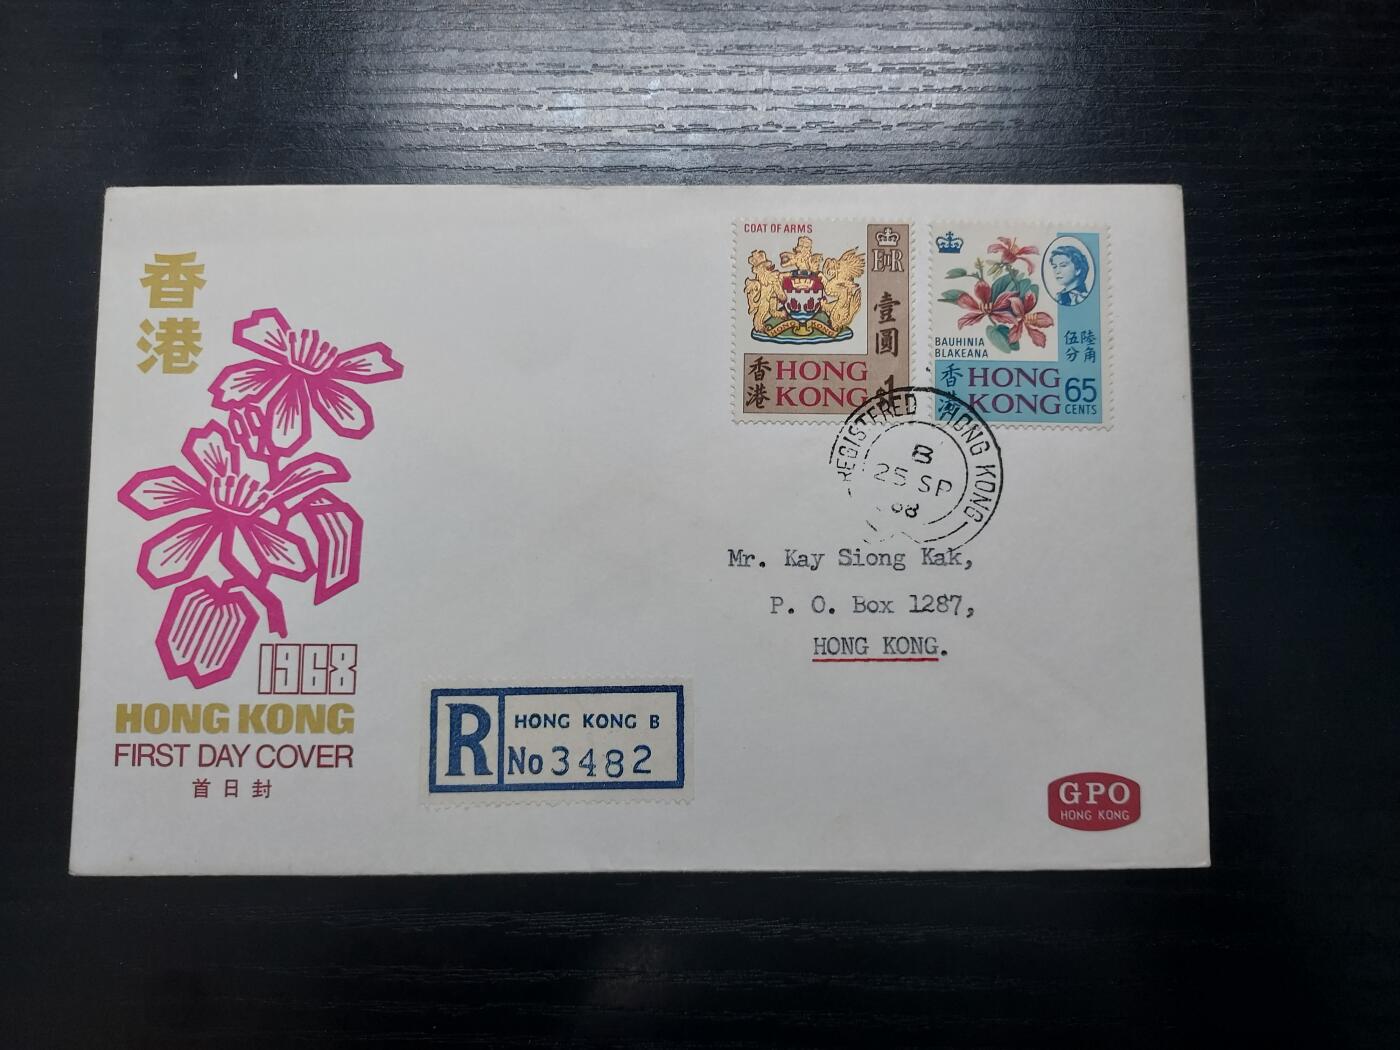 香港
1968
HONG KONG
FIRST DAY COVER
首日封
COAT OF ARMS
EIIR
壹圓
香港
HONG
KONG
$1
BAUHINIA
BLAKEANA
陸角
伍分
香港
HONG
KONG
65
CENTS
REGISTERED HONG KONG
B
25 SP
68
Mr. Kay Siong Kak,
P. O. Box 1287,
HONG KONG.
R
HONG KONG B
No 3482
GPO
HONG KONG